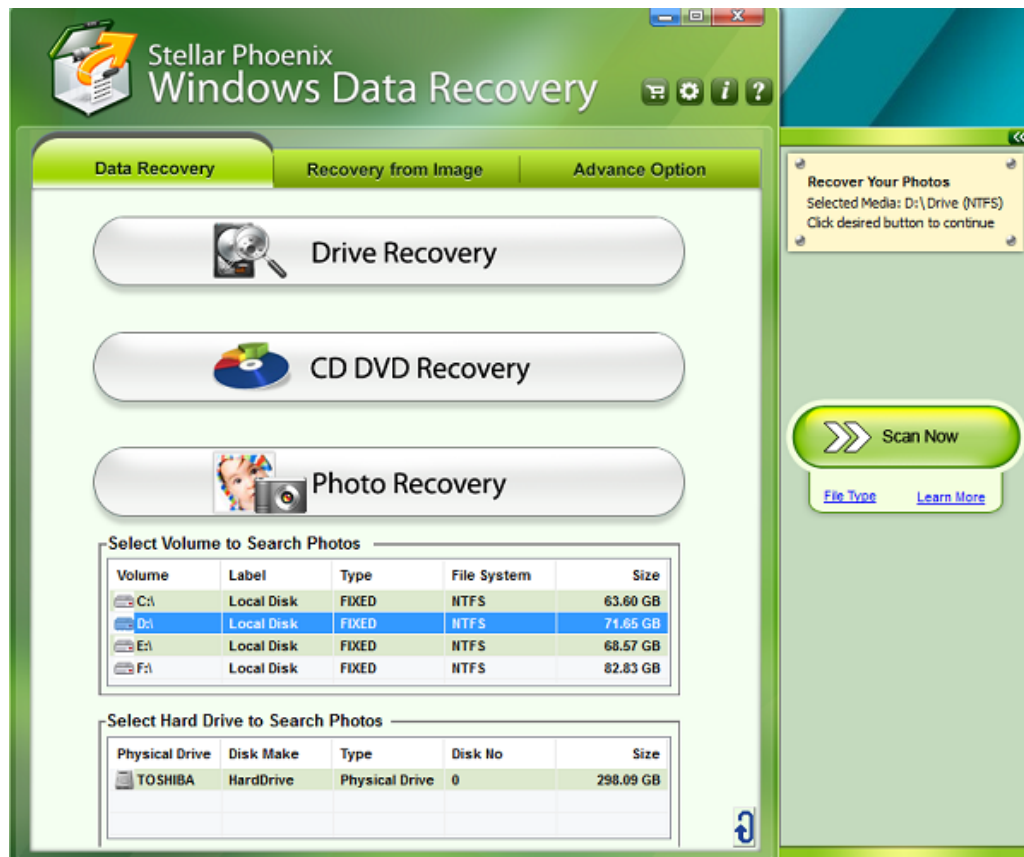 Stellar Phoenix
Windows Data Recovery
i ?
Data Recovery Recovery from Image Advance Option
Drive Recovery
CD DVD Recovery
Photo Recovery
Select Volume to Search Photos
Volume Label Type File System Size
C:\ Local Disk FIXED NTFS 63.60 GB
D:\ Local Disk FIXED NTFS 71.65 GB
E:\ Local Disk FIXED NTFS 68.57 GB
F:\ Local Disk FIXED NTFS 82.83 GB
Select Hard Drive to Search Photos
Physical Drive Disk Make Type Disk No Size
TOSHIBA HardDrive Physical Drive 0 298.09 GB
Recover Your Photos
Selected Media: D:\ Drive (NTFS)
Click desired button to continue
Scan Now
File Type Learn More